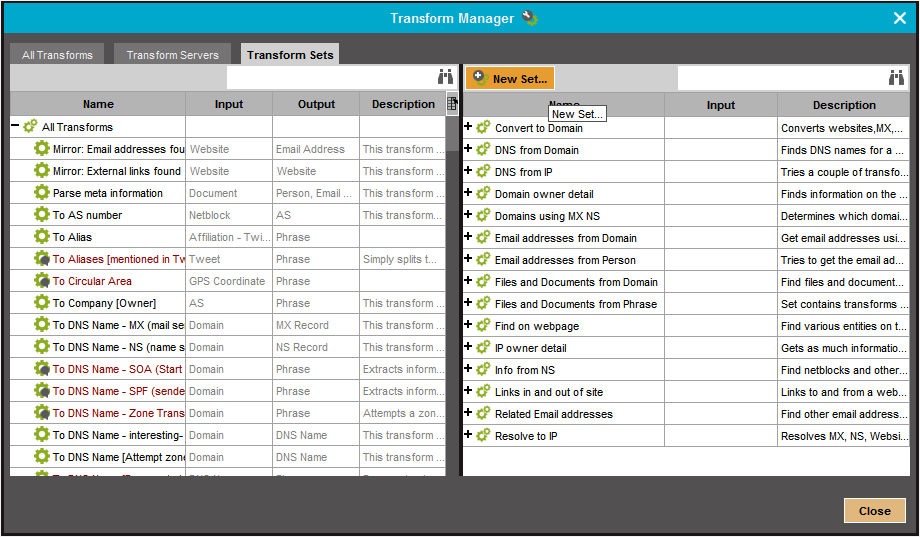 Transform Manager
All Transforms Transform Servers Transform Sets
New Set...
Name Input Output Description
All Transforms
Mirror: Email addresses fou Website Email Address This transform ...
Mirror: External links found Website Website This transform ...
Parse meta information Document Person, Email ... This transform ...
To AS number Netblock AS This transform ...
To Alias Affiliation - Twi... Phrase
To Aliases [mentioned in Tw Tweet Phrase Simply splits t...
To Circular Area GPS Coordinate Phrase
To Company [Owner] AS Phrase This transform ...
To DNS Name - MX (mail se Domain MX Record This transform ...
To DNS Name - NS (name s Domain NS Record This transform ...
To DNS Name - SOA (Start Domain Phrase Extracts inform...
To DNS Name - SPF (sende Domain Phrase Extracts inform...
To DNS Name - Zone Trans Domain Phrase Attempts a zon...
To DNS Name - interesting- Domain DNS Name This transform ...
To DNS Name [Attempt zone Domain DNS Name This transform ...
Name Input Description
New Set...
Convert to Domain Converts websites,MX,...
DNS from Domain Finds DNS names for a ...
DNS from IP Tries a couple of transfo...
Domain owner detail Finds information on the ...
Domains using MX NS Determines which domai...
Email addresses from Domain Get email addresses usi...
Email addresses from Person Tries to get the email ad...
Files and Documents from Domain Find files and document...
Files and Documents from Phrase Set contains transforms ...
Find on webpage Find various entities on t...
IP owner detail Gets as much informatio...
Info from NS Find netblocks and other...
Links in and out of site Links to and from a web...
Related Email addresses Find other email address...
Resolve to IP Resolves MX, NS, Websi...
Close